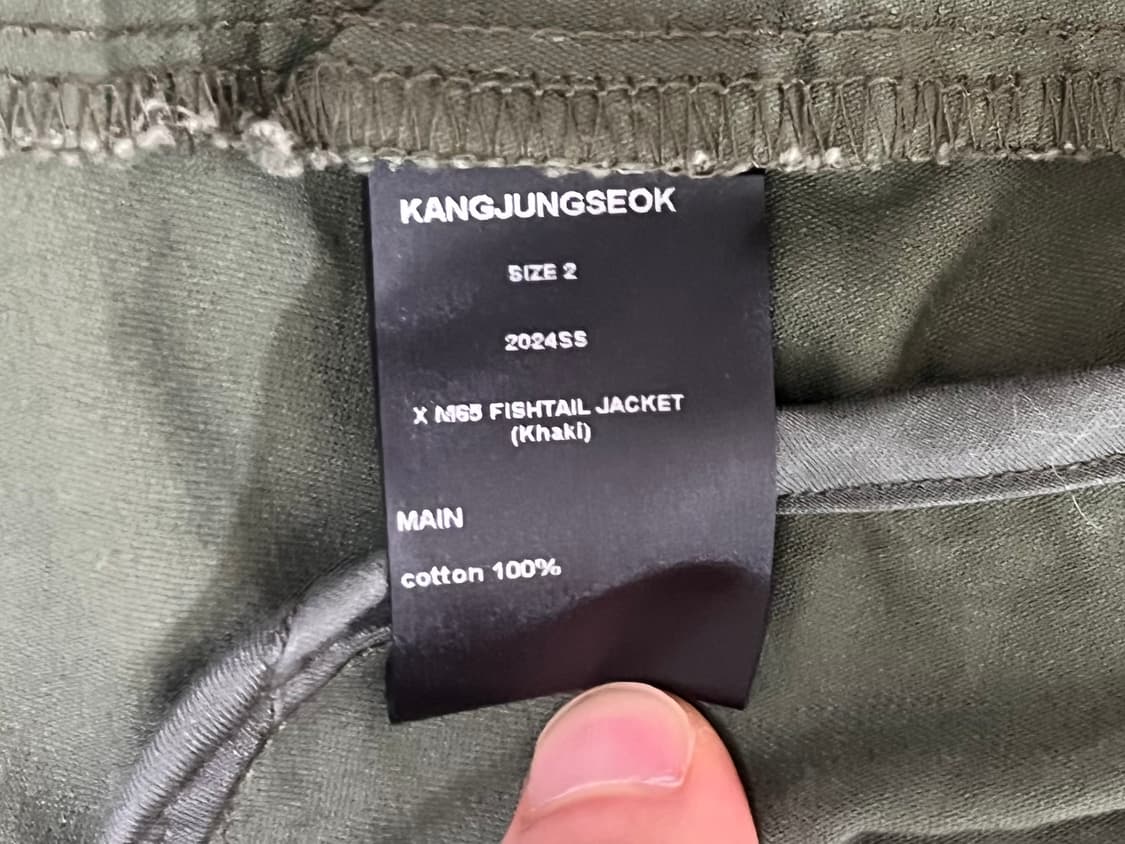 KANGJUNGSEOK
SIZE 2
2024SS
X M65 FISHTAIL JACKET
(Khaki)
MAIN
cotton 100%